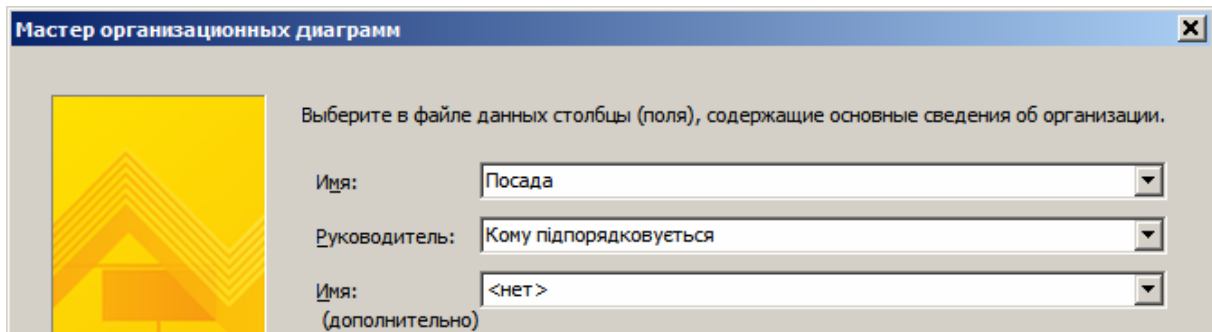 Мастер организационных диаграмм
Выберите в файле данных столбцы (поля), содержащие основные сведения об организации.
Имя: Посада
Руководитель: Кому підпорядковується
Имя: <нет>
(дополнительно)